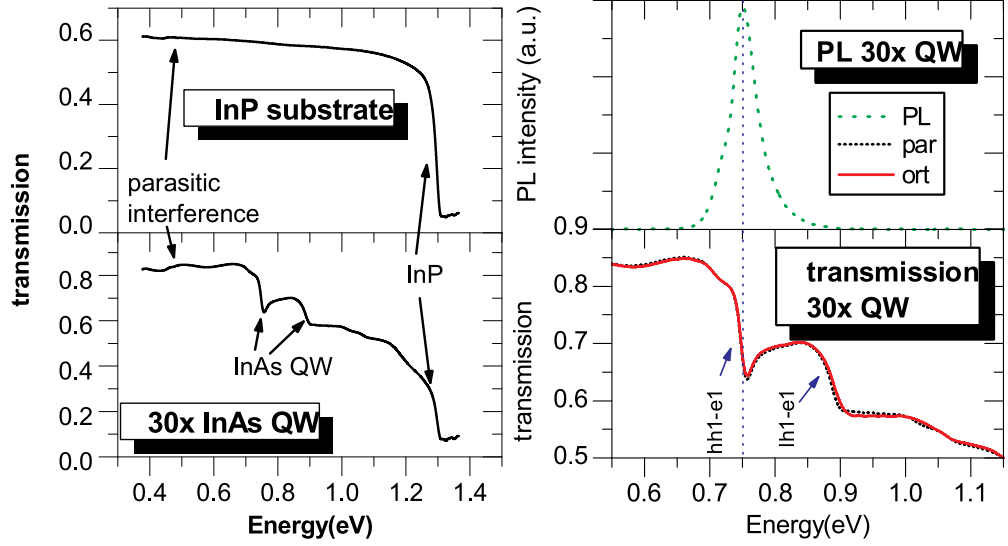 transmission
0.6
0.4
0.2
0.0
InP substrate
parasitic
interference
0.8
0.6
0.4
0.2
0.0
InP
InAs QW
30x InAs QW
0.4 0.6 0.8 1.0 1.2 1.4
Energy(eV)
PL intensity (a.u.)
0.9
PL 30x QW
PL
par
ort
transmission
0.8
0.7
0.6
0.5
transmission
30x QW
hh1-e1
lh1-e1
0.6 0.7 0.8 0.9 1.0 1.1
Energy(eV)